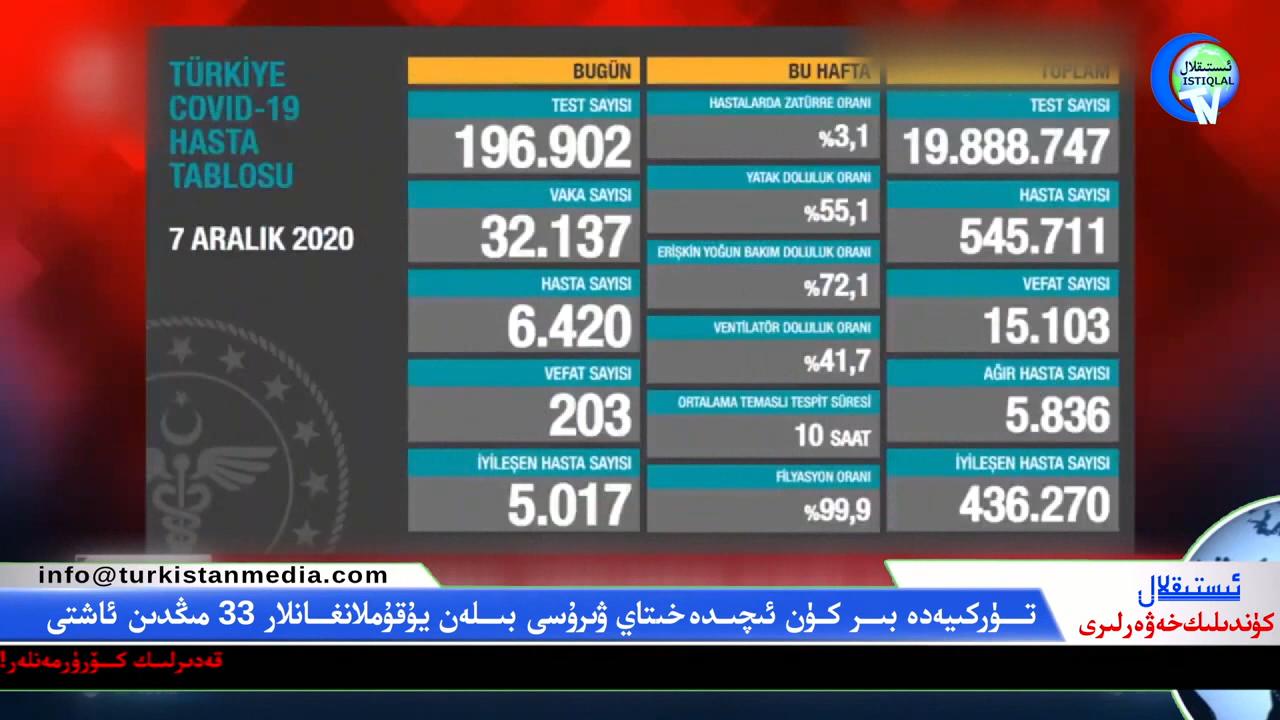 TÜRKİYE
COVID-19
HASTA
TABLOSU
7 ARALIK 2020
BUGÜN
TEST SAYISI
196.902
VAKA SAYISI
32.137
HASTA SAYISI
6.420
VEFAT SAYISI
203
İYİLEŞEN HASTA SAYISI
5.017
BU HAFTA
HASTALARDA ZATÜRRE ORANI
%3,1
YATAK DOLULUK ORANI
%55,1
ERİŞKİN YOĞUN BAKIM DOLULUK ORANI
%72,1
VENTİLATÖR DOLULUK ORANI
%41,7
ORTALAMA TEMASLI TESPİT SÜRESİ
10 SAAT
FİLYASYON ORANI
%99,9
TOPLAM
TEST SAYISI
19.888.747
HASTA SAYISI
545.711
VEFAT SAYISI
15.103
AĞIR HASTA SAYISI
5.836
İYİLEŞEN HASTA SAYISI
436.270
ئىستىقلال
ISTIQLAL
TV
info@turkistanmedia.com
تۈركىيەدە بىر كۈن ئىچىدە خىتاي ۋىرۇسى بىلەن يۇقۇملانغانلار 33 مىڭدىن ئاشتى
ئىستىقلال
كۈندىلىك خەۋەرلىرى
قەدىرلىك كۆرۈرمەنلەر!